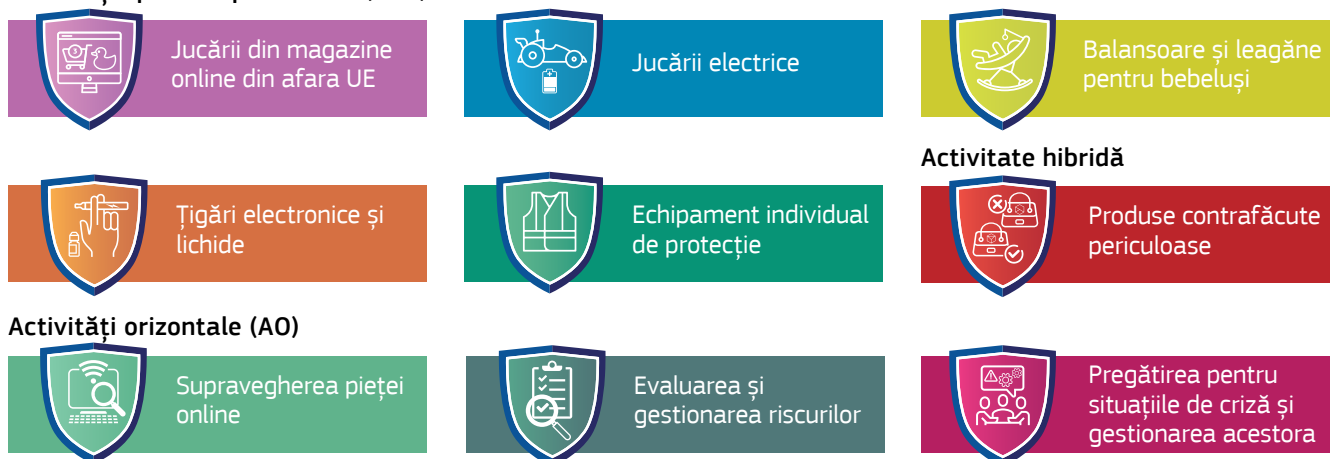 Jucării din magazine
online din afara UE
Jucării electrice
Balansoare și leagăne
pentru bebeluși
Activitate hibridă
Țigări electronice și
lichide
Echipament individual
de protecție
Produse contrafăcute
periculoase
Activități orizontale (AO)
Supravegherea pieței
online
Evaluarea și
gestionarea riscurilor
Pregătirea pentru
situațiile de criză și
gestionarea acestora